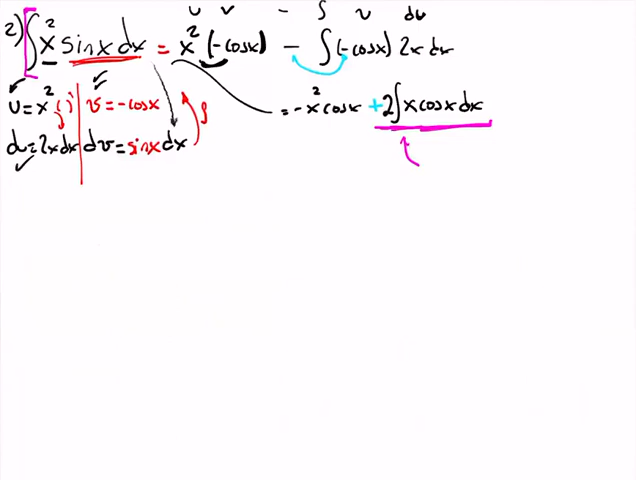 u v - ∫ v du
2) ∫ x² sinx dx = x² (-cosx) - ∫ (-cosx) 2x dx
u = x² ( )' v = -cosx = -x² cosx + 2∫ x cosx dx
du = 2x dx dv = sinx dx ∫